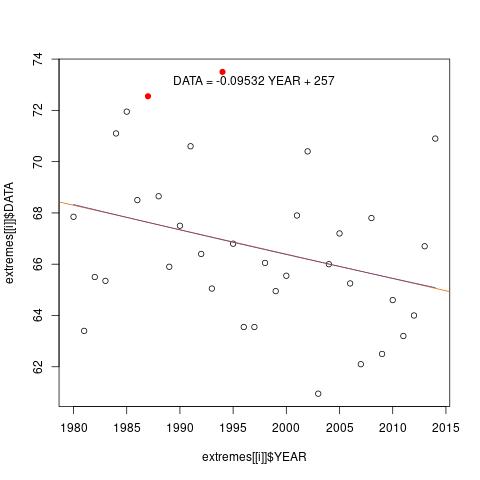 DATA = -0.09532 YEAR + 257
74
72
70
68
66
64
62
extremes[[i]]$DATA
1980 1985 1990 1995 2000 2005 2010 2015
extremes[[i]]$YEAR